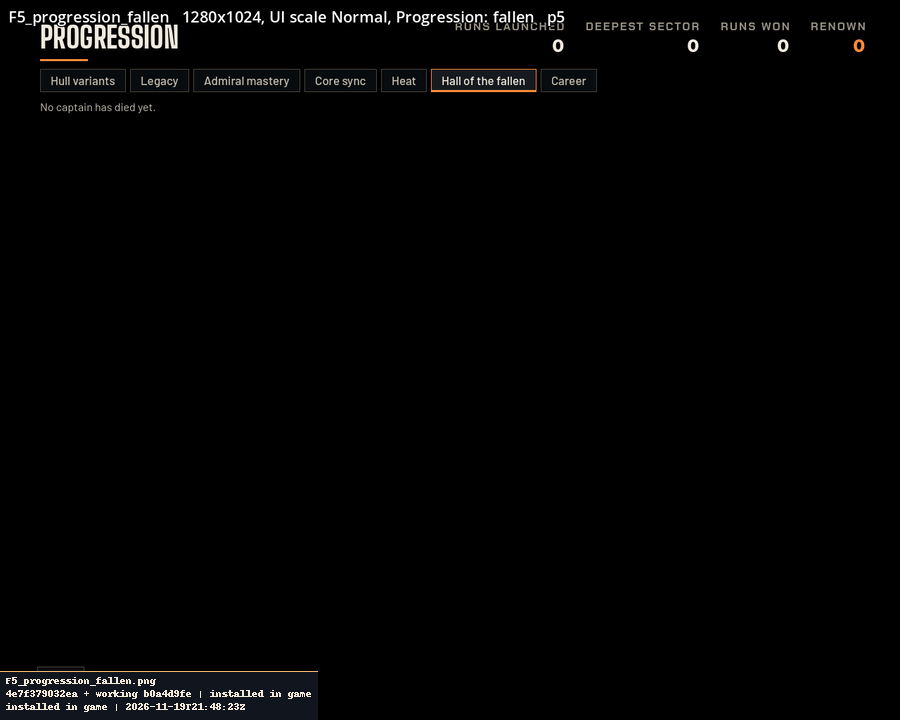 F5_progression_fallen 1280x1024, UI scale Normal, Progression: fallen p5
PROGRESSION
RUNS LAUNCHED DEEPEST SECTOR RUNS WON RENOWN
0 0 0 0
Hull variants Legacy Admiral mastery Core sync Heat Hall of the fallen Career
No captain has died yet.
F5_progression_fallen.png
4e7f379032ea + working b0a4d9fe | installed in game
installed in game | 2026-11-19T21:48:23Z